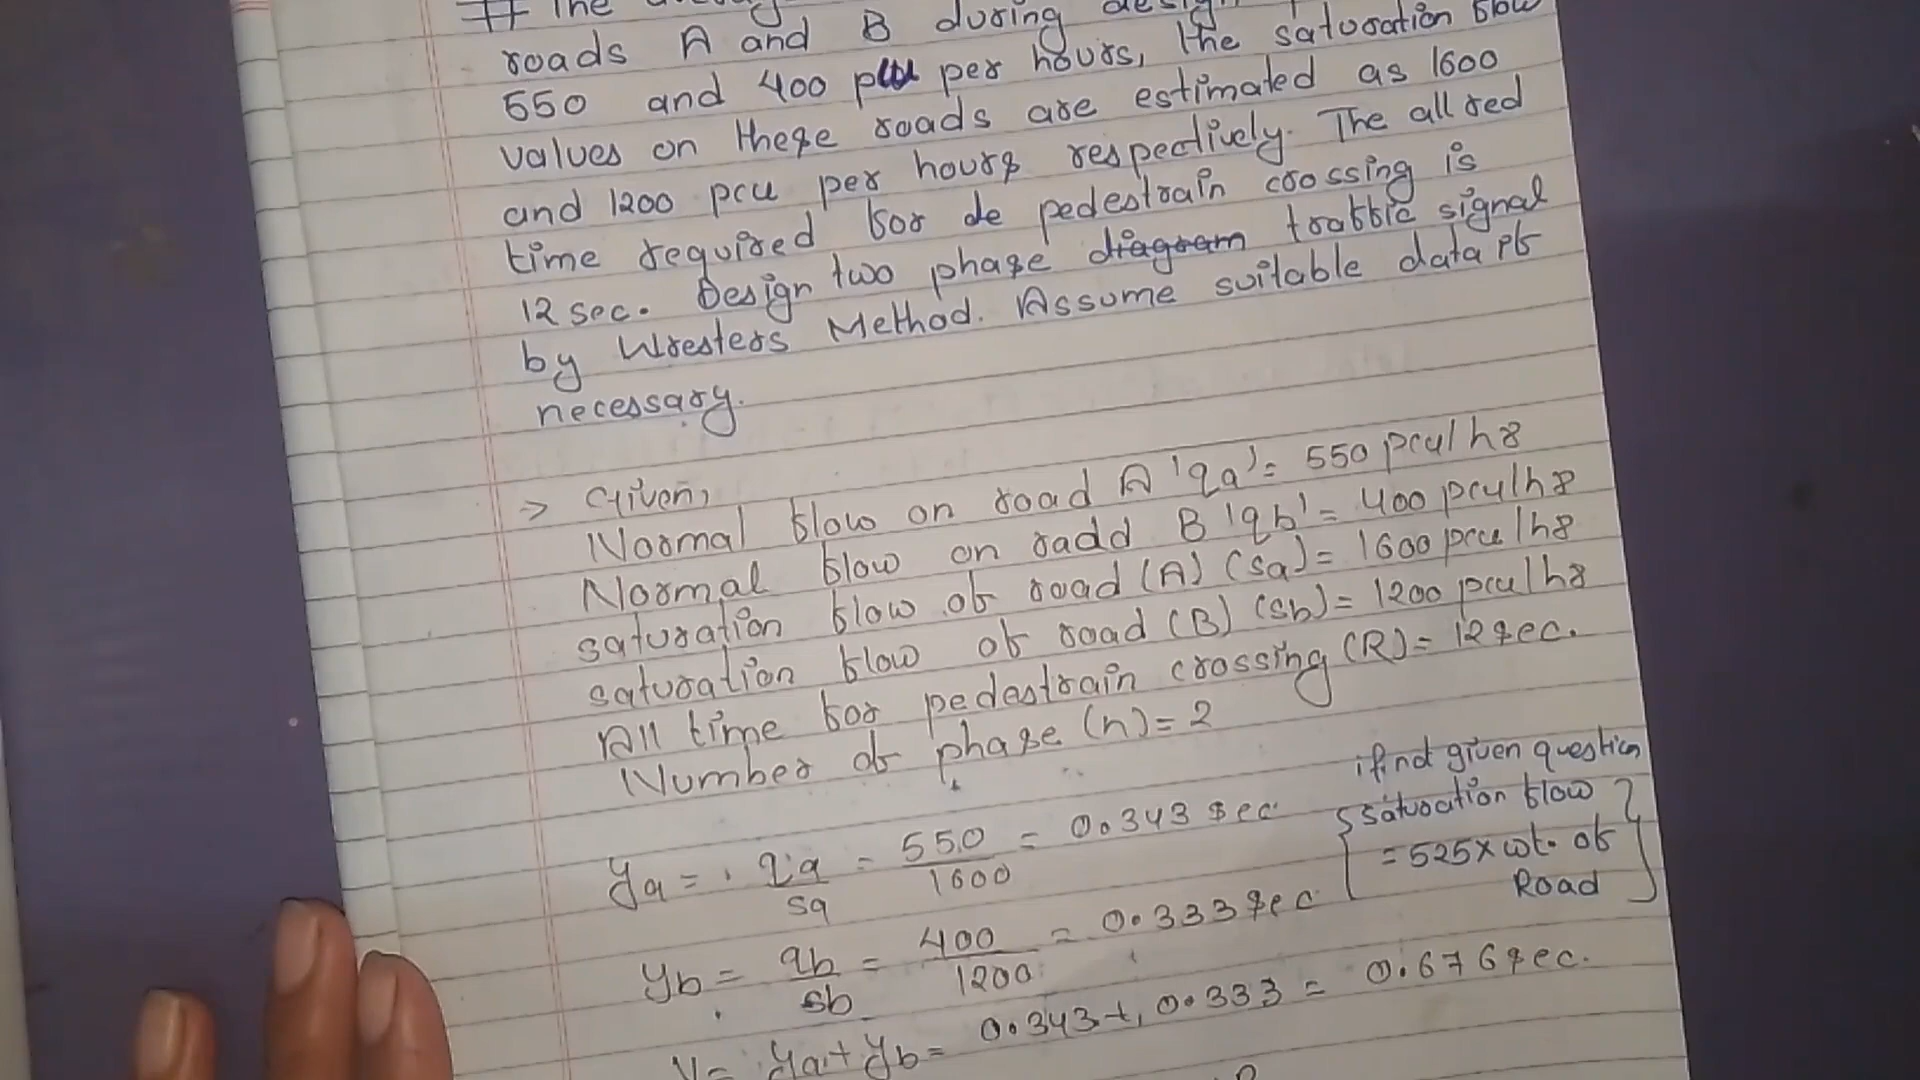 # The
roads A and B during
550 and 400 pcu per hours, The saturation flow
values on these roads are estimated as 1600
and 1200 pcu per hours respectively. The all red
time required for de pedestrain crossing is
12 sec. Design two phase diagram traffic signal
by Wresters Method. Assume suitable data if
necessary.
→ Given,
Normal flow on road A 'qa' = 550 pcu/hr
Normal flow on radd B 'qb' = 400 pcu/hr
saturation flow of road (A) (sa) = 1600 pcu/hr
saturation flow of road (B) (sb) = 1200 pcu/hr
All time for pedestrain crossing (R) = 12 sec.
Number of phase (n) = 2
if not given question
ya = qa/sa = 550/1600 = 0.343 sec { saturation flow
= 525 x wt. of
Road }
yb = qb/sb = 400/1200 = 0.333 sec
Y = ya + yb = 0.343 + 0.333 = 0.676 sec.